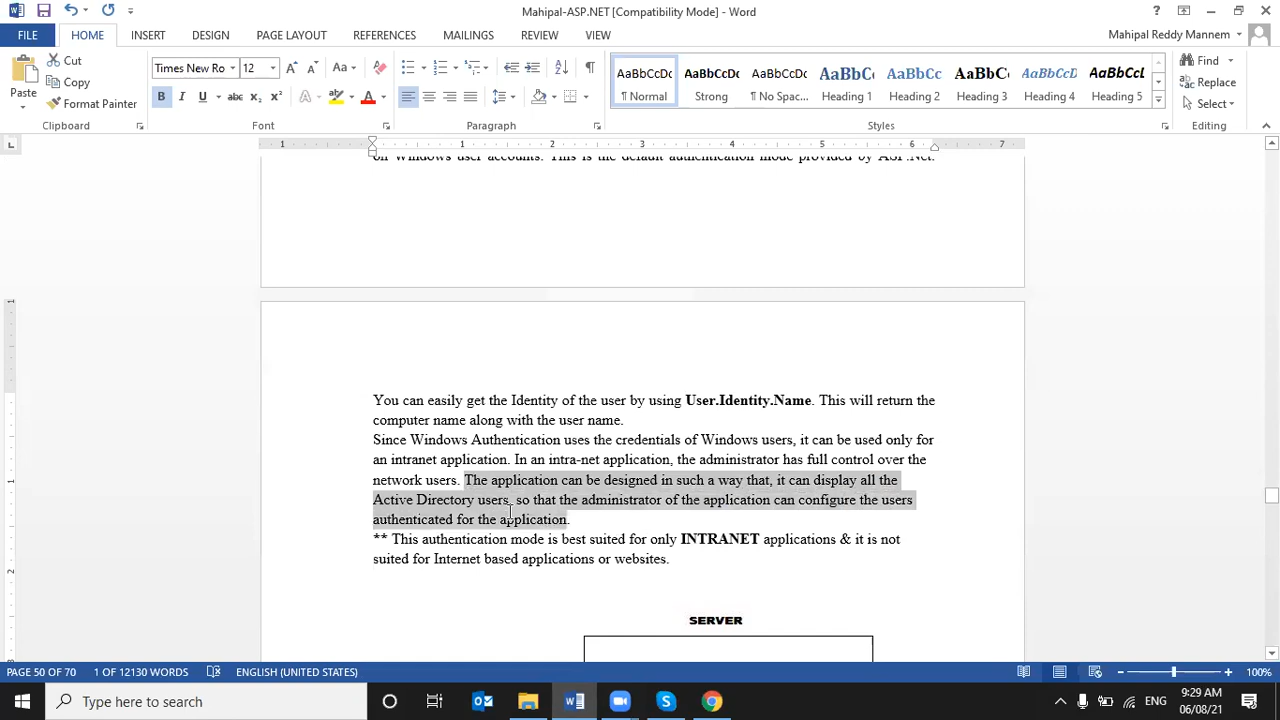 Mahipal-ASP.NET [Compatibility Mode] - Word
FILE HOME INSERT DESIGN PAGE LAYOUT REFERENCES MAILINGS REVIEW VIEW Mahipal Reddy Mannem
Cut
Copy
Format Painter
Paste
Times New Ro 12
AaBbCcDc AaBbCcDc AaBbCcDc AaBbC AaBbCc AaBbCc AaBbCcDc AaBbCcL
¶ Normal Strong ¶ No Spac... Heading 1 Heading 2 Heading 3 Heading 4 Heading 5
Find
Replace
Select
Clipboard Font Paragraph Styles Editing
on Windows user accounts. This is the default authentication mode provided by ASP.Net.
You can easily get the Identity of the user by using User.Identity.Name. This will return the
computer name along with the user name.
Since Windows Authentication uses the credentials of Windows users, it can be used only for
an intranet application. In an intra-net application, the administrator has full control over the
network users. The application can be designed in such a way that, it can display all the
Active Directory users, so that the administrator of the application can configure the users
authenticated for the application.
** This authentication mode is best suited for only INTRANET applications & it is not
suited for Internet based applications or websites.
SERVER
PAGE 50 OF 70 1 OF 12130 WORDS ENGLISH (UNITED STATES) 100%
Type here to search
ENG
9:29 AM
06/08/21